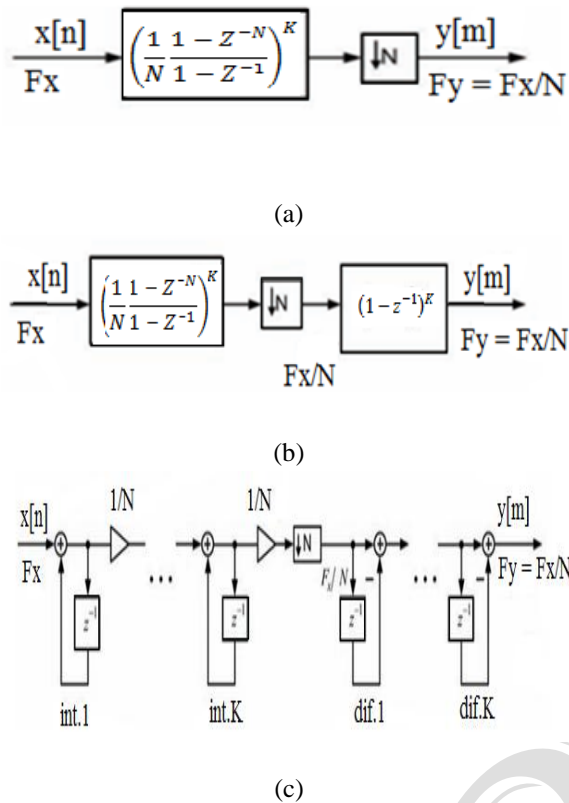 x[n]
y[m]
Fx
(1/N 1 − Z^{-N}/1 − Z^{-1})^K
↓N
Fy = Fx/N
(a)
x[n]
y[m]
Fx
(1/N 1 − Z^{-N}/1 − Z^{-1})^K
↓N
(1 − z^{-1})^K
Fy = Fx/N
Fx/N
(b)
1/N
1/N
x[n]
y[m]
↓N
Fx
... 
F_x/N
...
Fy = Fx/N
z^{-1}
z^{-1}
z^{-1}
z^{-1}
int.1
int.K
dif.1
dif.K
(c)